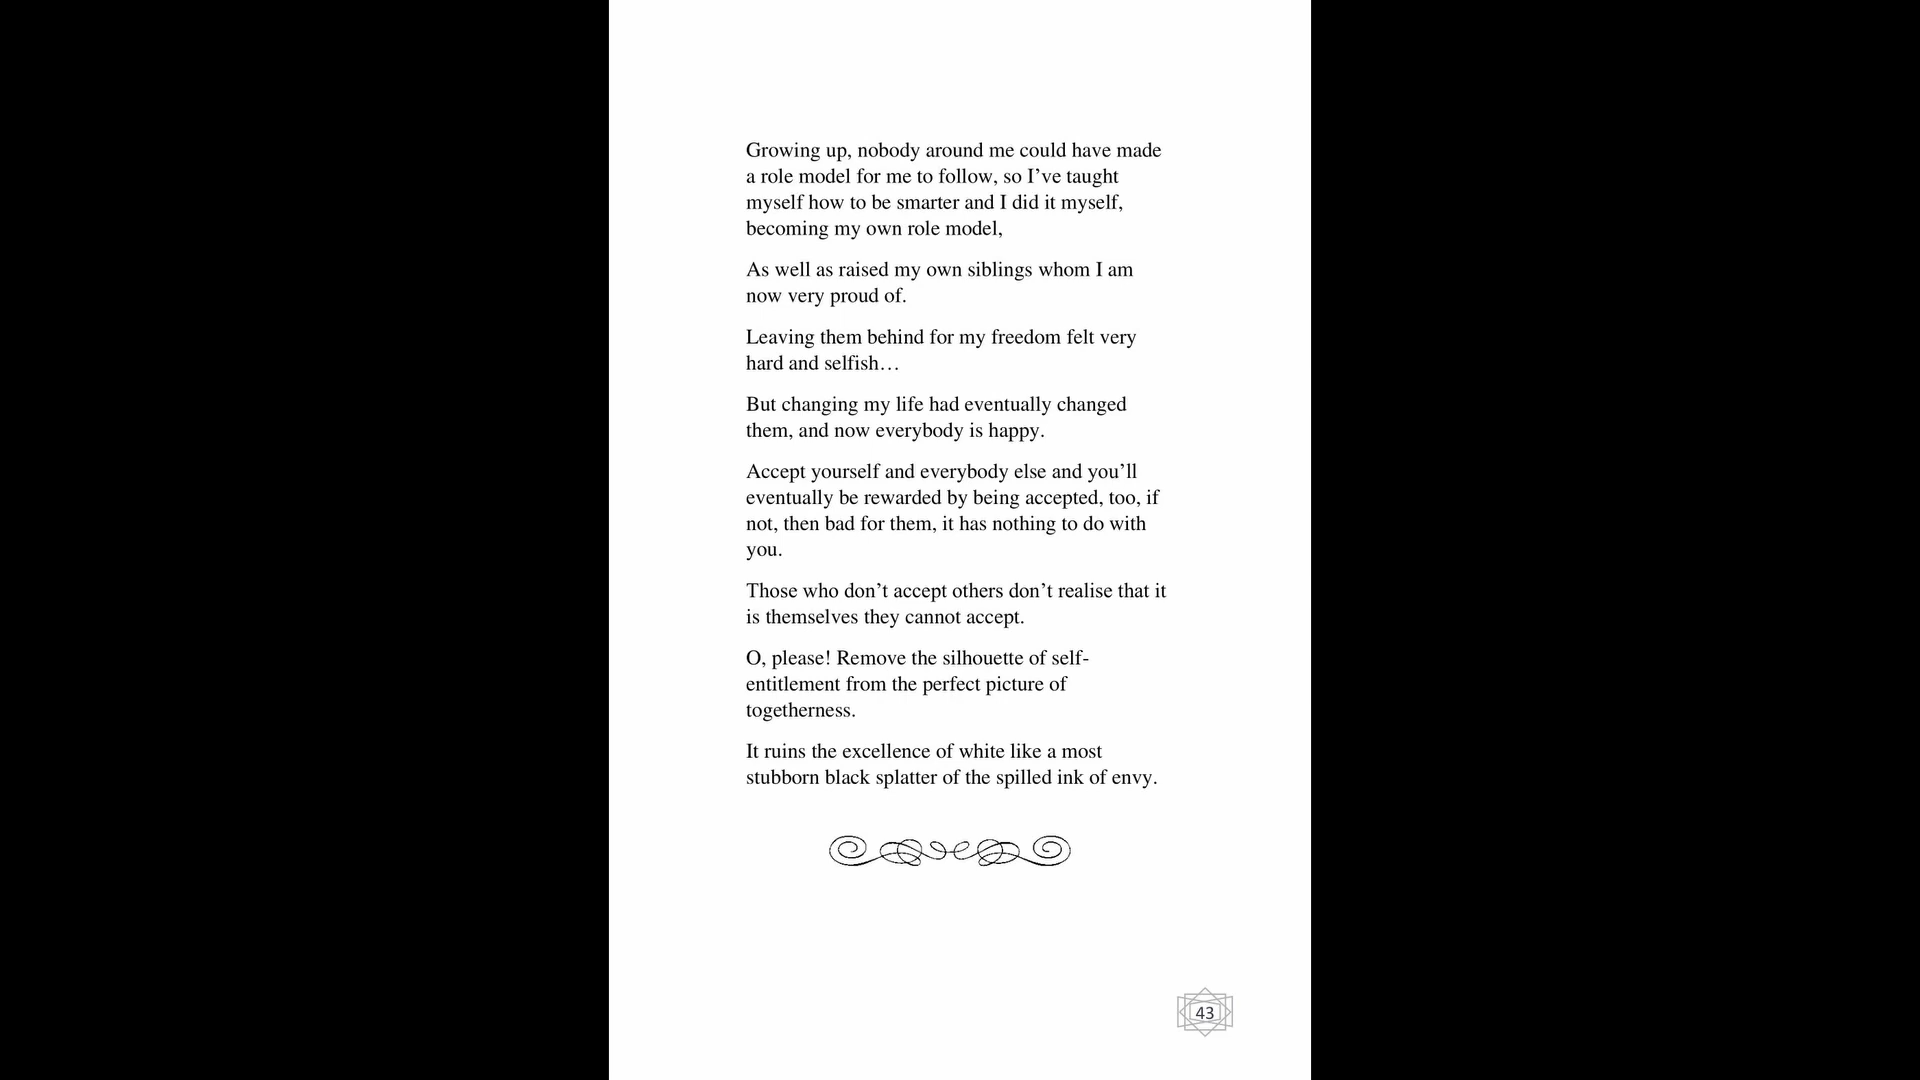 Growing up, nobody around me could have made
a role model for me to follow, so I’ve taught
myself how to be smarter and I did it myself,
becoming my own role model,
As well as raised my own siblings whom I am
now very proud of.
Leaving them behind for my freedom felt very
hard and selfish…
But changing my life had eventually changed
them, and now everybody is happy.
Accept yourself and everybody else and you’ll
eventually be rewarded by being accepted, too, if
not, then bad for them, it has nothing to do with
you.
Those who don’t accept others don’t realise that it
is themselves they cannot accept.
O, please! Remove the silhouette of self-
entitlement from the perfect picture of
togetherness.
It ruins the excellence of white like a most
stubborn black splatter of the spilled ink of envy.
43